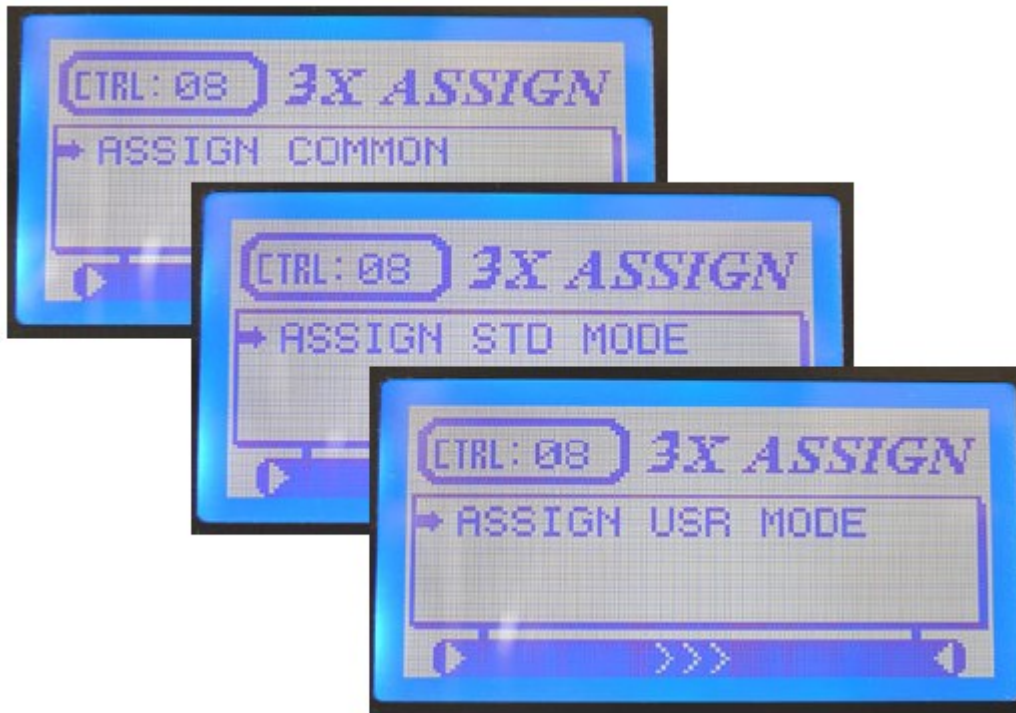 CTRL: 08 3X ASSIGN
ASSIGN COMMON
CTRL: 08 3X ASSIGN
ASSIGN STD MODE
CTRL: 08 3X ASSIGN
ASSIGN USR MODE
>>>